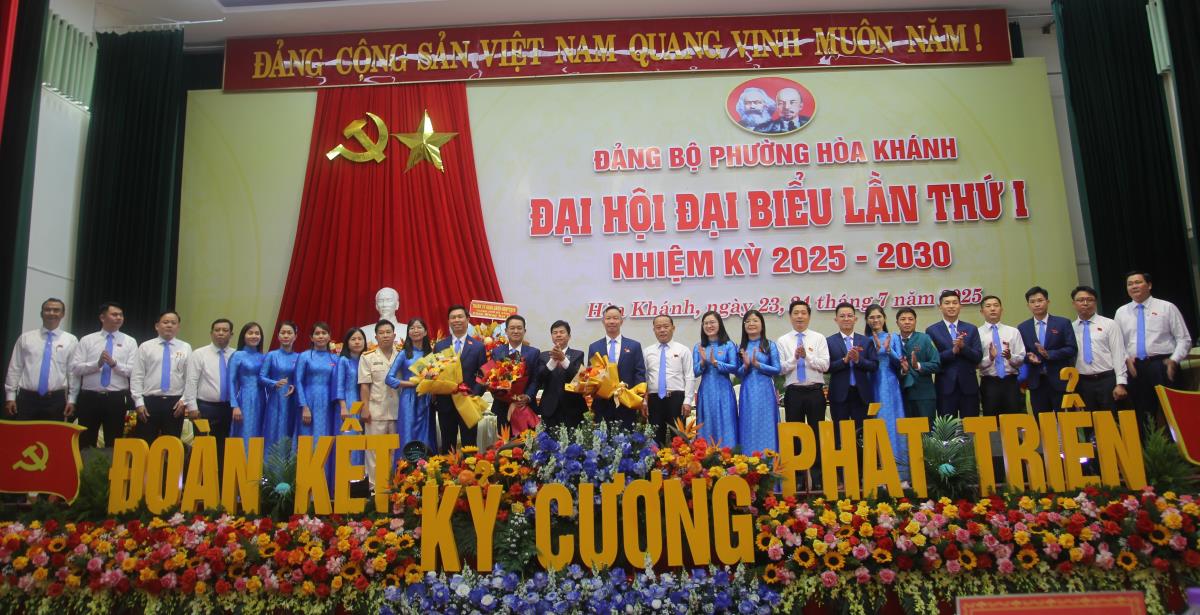 ĐẢNG CỘNG SẢN VIỆT NAM QUANG VINH MUÔN NĂM!
ĐẢNG BỘ PHƯỜNG HÒA KHÁNH
ĐẠI HỘI ĐẠI BIỂU LẦN THỨ I
NHIỆM KỲ 2025 - 2030
Hòa Khánh, ngày 23, 24 tháng 7 năm 2025
ĐOÀN KẾT
KỶ CƯƠNG
PHÁT TRIỂN